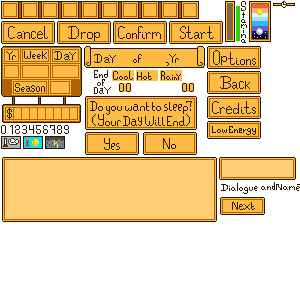 Stamina
Cancel Drop Confirm Start
Yr Week Day
Season
Day of ,Yr
Options
End of Day
Cool Hot Rainy
00 00
Back
$
Do you want to sleep?
(Your Day Will End)
Credits
0123456789
Low Energy
Yes No
Dialogue and Name
Next